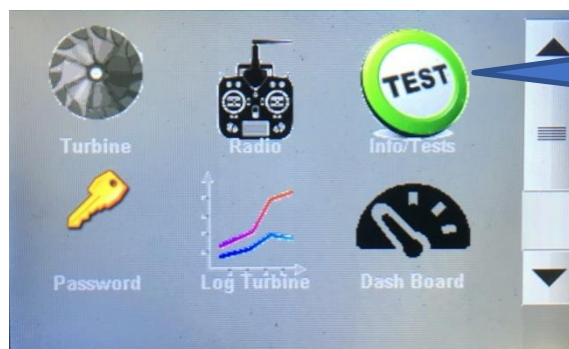 TEST
Turbine
Radio
Info/Tests
Password
Log Turbine
Dash Board